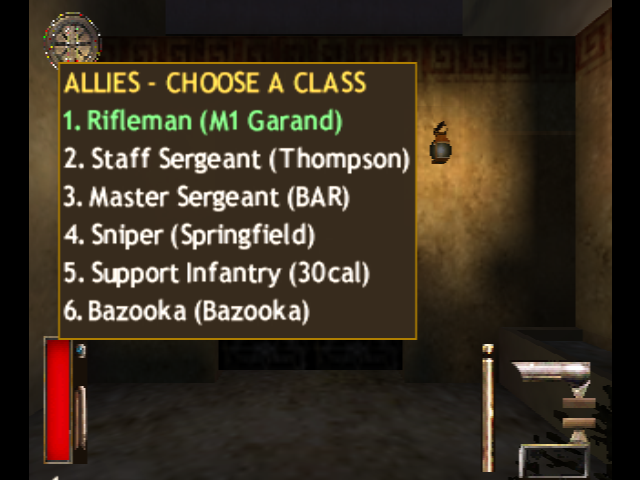 ALLIES - CHOOSE A CLASS
1. Rifleman (M1 Garand)
2. Staff Sergeant (Thompson)
3. Master Sergeant (BAR)
4. Sniper (Springfield)
5. Support Infantry (30cal)
6. Bazooka (Bazooka)